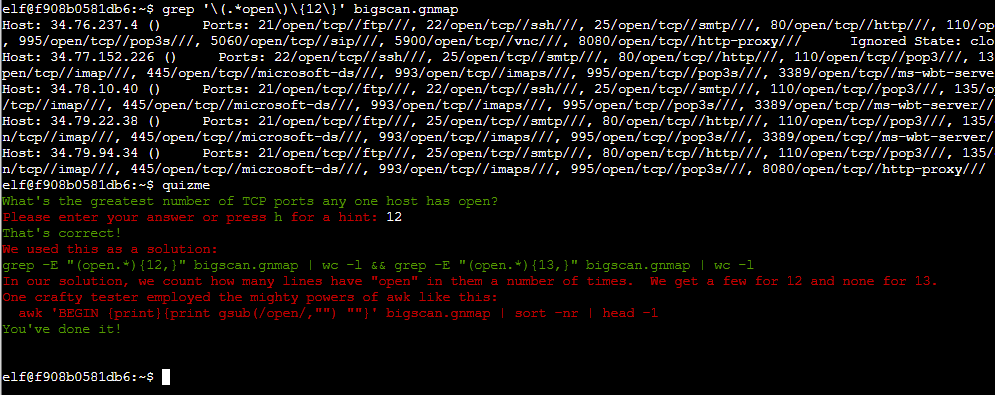 elf@f908b0581db6:~$ grep '\(.*open\)\{12\}' bigscan.gnmap
Host: 34.76.237.4 ()     Ports: 21/open/tcp//ftp///, 22/open/tcp//ssh///, 25/open/tcp//smtp///, 80/open/tcp//http///, 110/op
, 995/open/tcp//pop3s///, 5060/open/tcp//sip///, 5900/open/tcp//vnc///, 8080/open/tcp//http-proxy///      Ignored State: clo
Host: 34.77.152.226 ()     Ports: 22/open/tcp//ssh///, 25/open/tcp//smtp///, 80/open/tcp//http///, 110/open/tcp//pop3///, 13
pen/tcp//imap///, 445/open/tcp//microsoft-ds///, 993/open/tcp//imaps///, 995/open/tcp//pop3s///, 3389/open/tcp//ms-wbt-serve
Host: 34.78.10.40 ()     Ports: 21/open/tcp//ftp///, 22/open/tcp//ssh///, 25/open/tcp//smtp///, 110/open/tcp//pop3///, 135/o
/tcp//imap///, 445/open/tcp//microsoft-ds///, 993/open/tcp//imaps///, 995/open/tcp//pop3s///, 3389/open/tcp//ms-wbt-server//
Host: 34.79.22.38 ()     Ports: 21/open/tcp//ftp///, 25/open/tcp//smtp///, 80/open/tcp//http///, 110/open/tcp//pop3///, 135/
n/tcp//imap///, 445/open/tcp//microsoft-ds///, 993/open/tcp//imaps///, 995/open/tcp//pop3s///, 3389/open/tcp//ms-wbt-server/
Host: 34.79.94.34 ()     Ports: 21/open/tcp//ftp///, 25/open/tcp//smtp///, 80/open/tcp//http///, 110/open/tcp//pop3///, 135/
n/tcp//imap///, 445/open/tcp//microsoft-ds///, 993/open/tcp//imaps///, 995/open/tcp//pop3s///, 8080/open/tcp//http-proxy///
elf@f908b0581db6:~$ quizme
What's the greatest number of TCP ports any one host has open?
Please enter your answer or press h for a hint: 12
That's correct!
We used this as a solution:
grep -E "(open.*){12,}" bigscan.gnmap | wc -l && grep -E "(open.*){13,}" bigscan.gnmap | wc -l
In our solution, we count how many lines have "open" in them a number of times.  We get a few for 12 and none for 13.
One crafty tester employed the mighty powers of awk like this:
  awk 'BEGIN {print}{print gsub(/open/,"") ""}' bigscan.gnmap | sort -nr | head -1
You've done it!
elf@f908b0581db6:~$